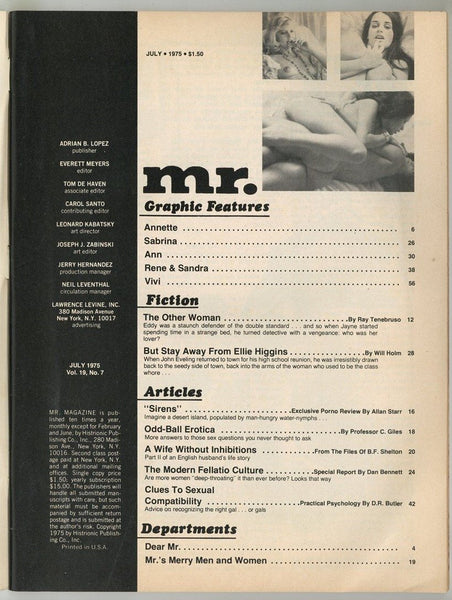 JULY • 1975 • $1.50
ADRIAN B. LOPEZ
publisher
EVERETT MEYERS
editor
TOM DE HAVEN
associate editor
CAROL SANTO
contributing editor
LEONARD KABATSKY
art director
JOSEPH J. ZABINSKI
art editor
JERRY HERNANDEZ
production manager
NEIL LEVENTHAL
circulation manager
LAWRENCE LEVINE, INC.
380 Madison Avenue
New York, N.Y. 10017
advertising
JULY 1975
Vol. 19, No. 7
MR. MAGAZINE is pub-
lished ten times a year,
monthly except for February
and June, by Histrionic Pub-
lishing Co., Inc., 280 Madi-
son Ave., New York, N.Y.
10016. Second class post-
age paid at New York, N.Y.
and at additional mailing
offices. Single copy price
$1.50. yearly subscription
$15.00. The publishers will
handle all submitted man-
uscripts with care, but such
material must be accom-
panied by sufficient return
postage and is submitted at
the author's risk. Copyright
1975 by Histrionic Publish-
ing Co., Inc.
Printed in U.S.A.
mr.
Graphic Features
Annette 6
Sabrina 26
Ann 30
Rene & Sandra 38
Vivi 56
Fiction
The Other Woman By Ray Tenebruso 12
Eddy was a staunch defender of the double standard . . . and so when Jayne started
spending time in a strange bed, he turned detective with a vengeance: who was her
lover?
But Stay Away From Ellie Higgins By Will Holm 28
When John Eveling returned to town for his high school reunion, he was irresistibly drawn
back to the seedy side of town, back into the arms of the woman who used to be the class
whore . . .
Articles
"Sirens" Exclusive Porno Review By Allan Starr 16
Imagine a desert island, populated by man-hungry water-nymphs . . .
Odd-Ball Erotica By Professor C. Giles 18
More answers to those sex questions you never thought to ask
A Wife Without Inhibitions From The Files Of B.F. Shelton 20
Part II of an English husband's life story
The Modern Fellatio Culture Special Report By Dan Bennett 24
Are more women "deep-throating" it than ever before? Looks that way
Clues To Sexual
Compatibility Practical Psychology By D.R. Butler 42
Advice on recognizing the right gal . . . or gals
Departments
Dear Mr. 4
Mr.'s Merry Men and Women 19